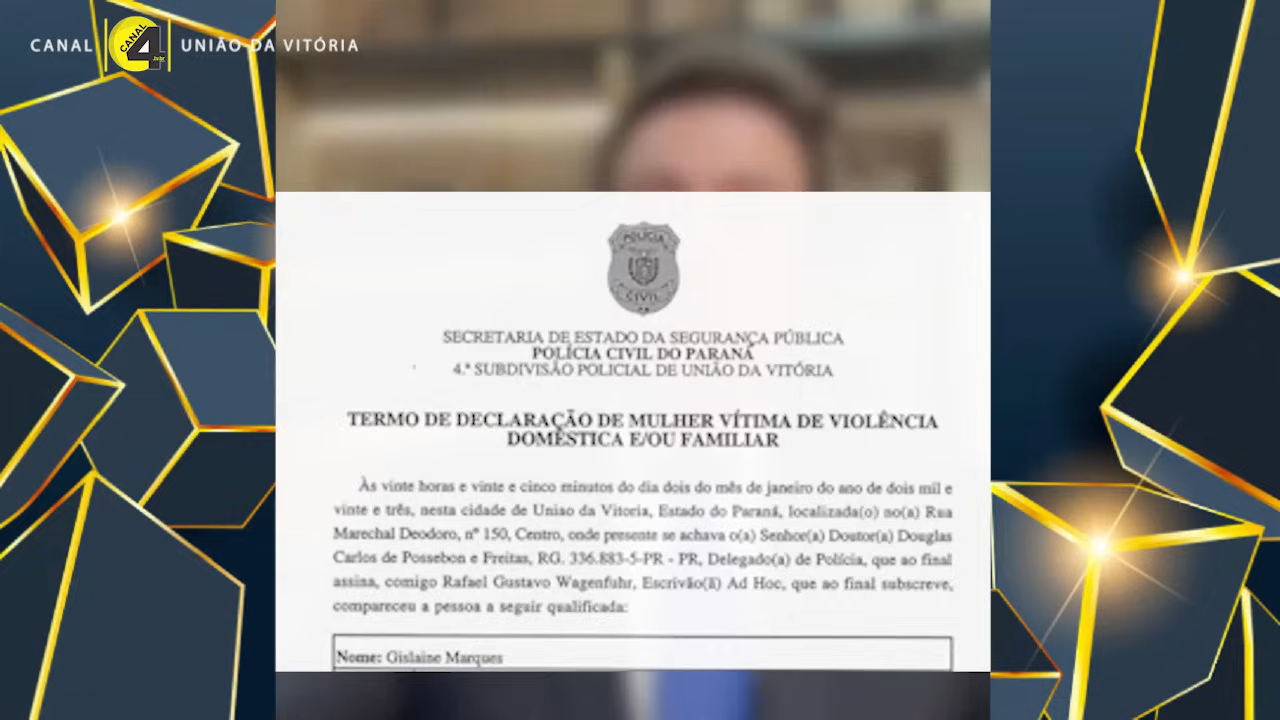 CANAL CANAL 4 UNIÃO DA VITÓRIA
POLÍCIA
CIVIL
SECRETARIA DE ESTADO DA SEGURANÇA PÚBLICA
POLÍCIA CIVIL DO PARANÁ
4.ª SUBDIVISÃO POLICIAL DE UNIÃO DA VITÓRIA
TERMO DE DECLARAÇÃO DE MULHER VÍTIMA DE VIOLÊNCIA
DOMÉSTICA E/OU FAMILIAR
Às vinte horas e vinte e cinco minutos do dia dois do mês de janeiro do ano de dois mil e
vinte e três, nesta cidade de Uniao da Vitoria, Estado do Paraná, localizada(o) no(a) Rua
Marechal Deodoro, nº 150, Centro, onde presente se achava o(a) Senhor(a) Doutor(a) Douglas
Carlos de Possebon e Freitas, RG. 336.883-5-PR - PR, Delegado(a) de Polícia, que ao final
assina, comigo Rafael Gustavo Wagenfuhr, Escrivão(ã) Ad Hoc, que ao final subscreve,
compareceu a pessoa a seguir qualificada:
Nome: Gislaine Marques